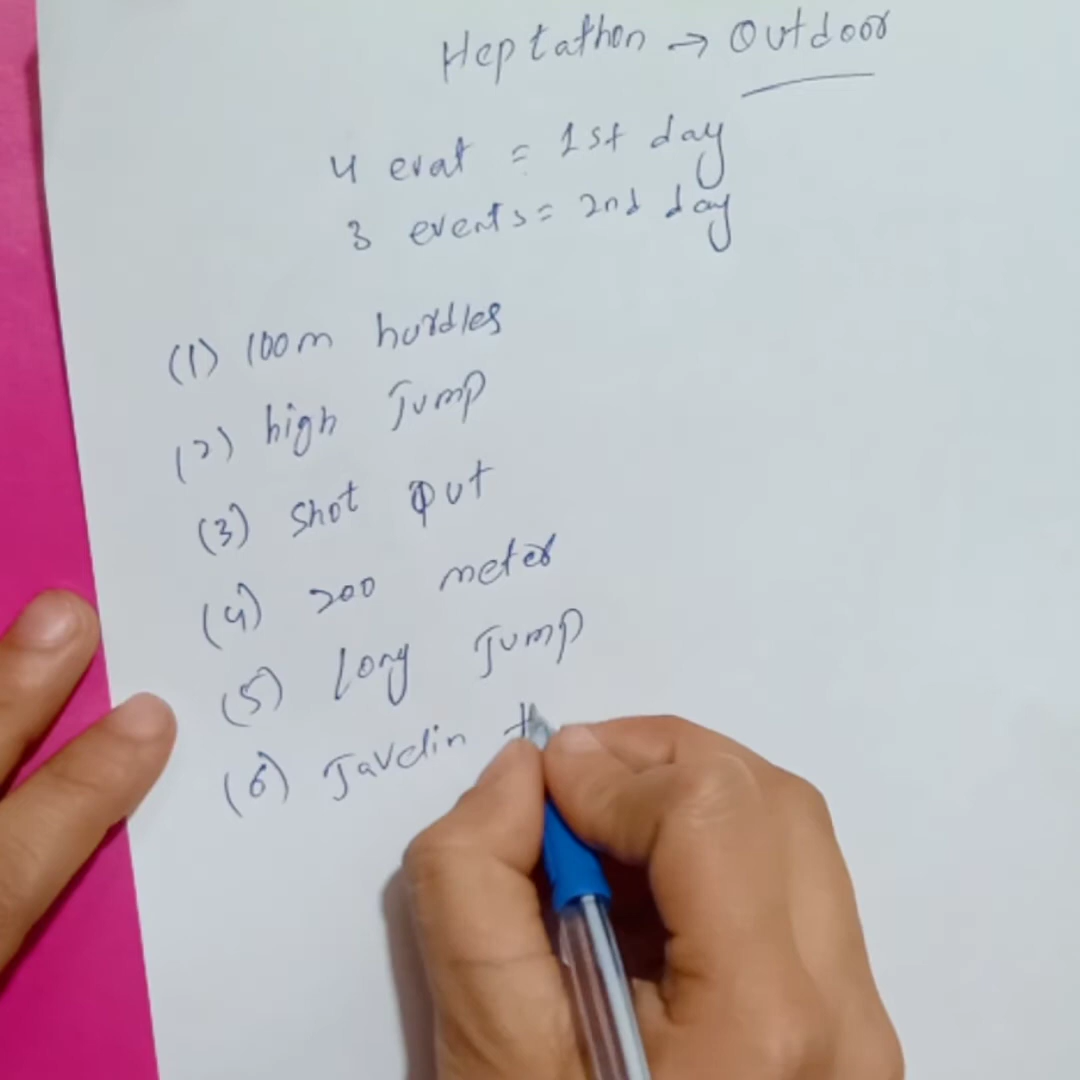 Heptathon → Outdoor
4 evat = 1st day
3 events = 2nd day
(1) 100m hurdles
(2) high Jump
(3) Shot put
(4) 200 meter
(5) long Jump
(6) Javelin t